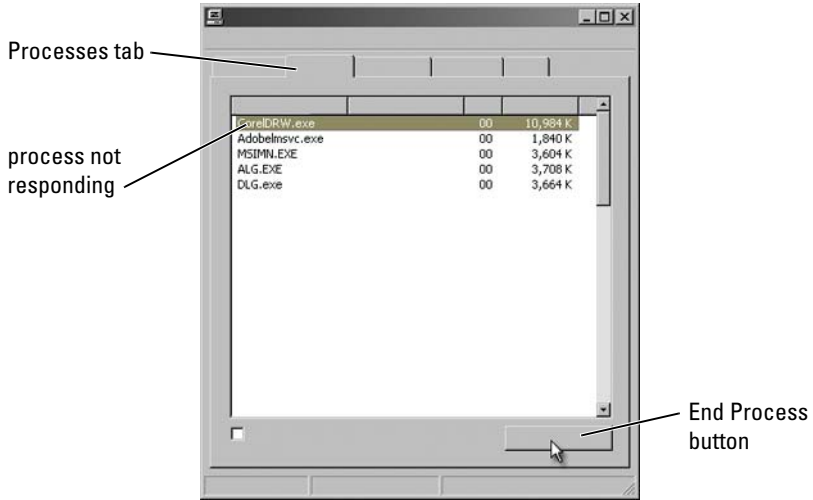 Processes tab
CorelDRW.exe 00 10,984 K
Adobelmsvc.exe 00 1,840 K
process not
responding
MSIMN.EXE 00 3,604 K
ALG.EXE 00 3,708 K
DLG.exe 00 3,664 K
End Process
button